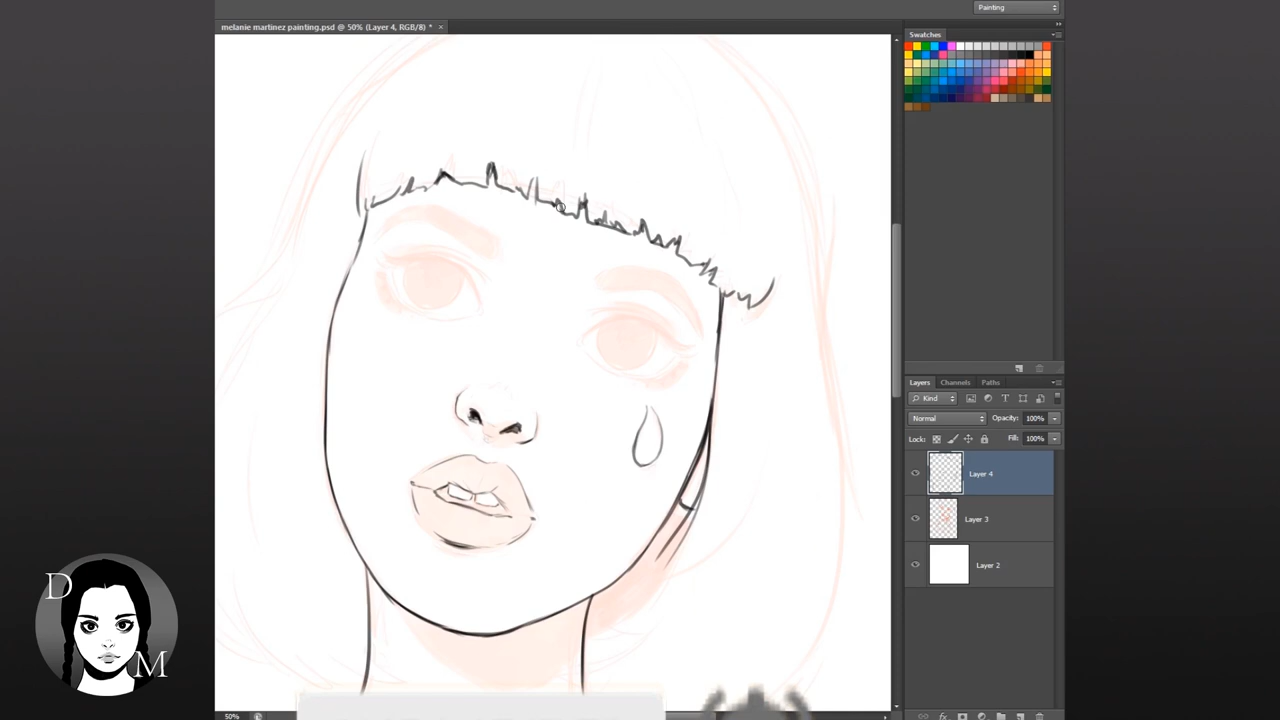 Painting
melanie martinez painting.psd @ 50% (Layer 4, RGB/8) * ×
Swatches
Layers Channels Paths
Kind
Normal Opacity: 100%
Lock: Fill: 100%
Layer 4
Layer 3
Layer 2
D
M
50%